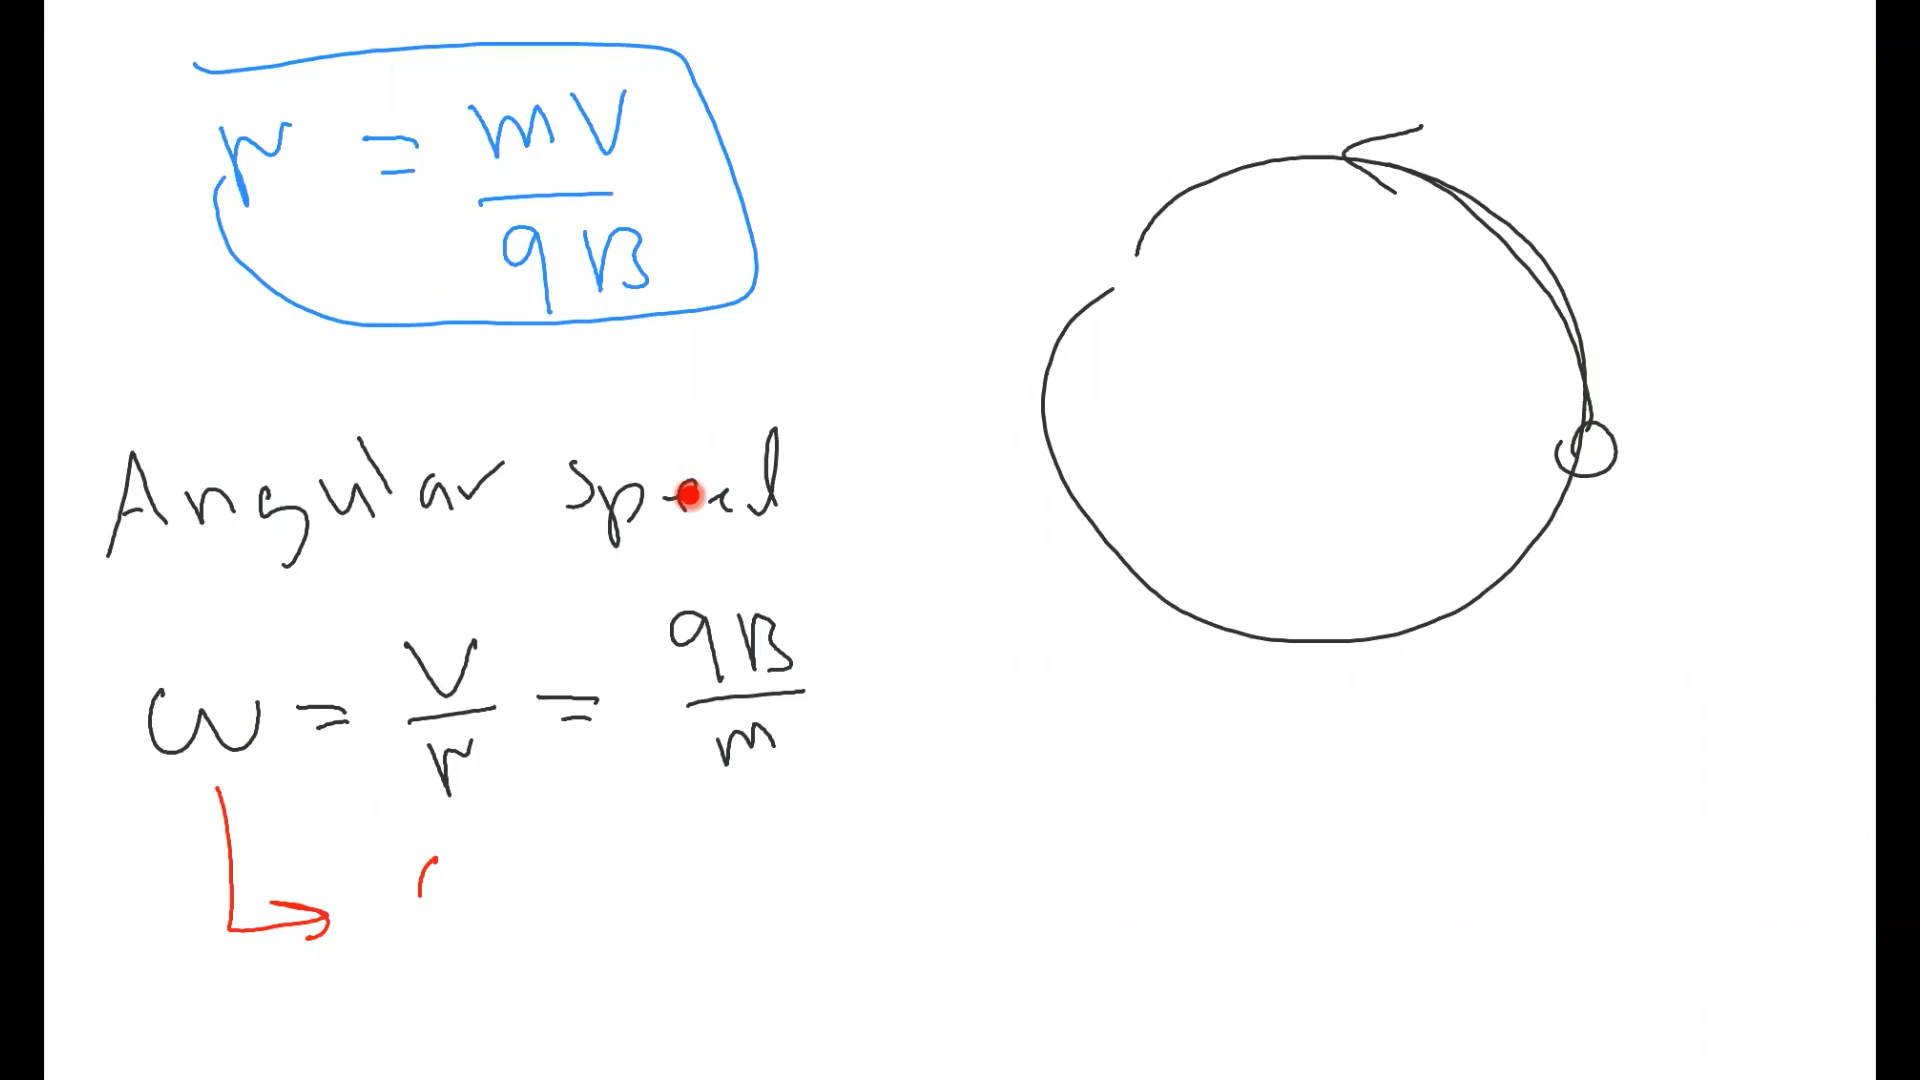 r = mV / qB
Angular speed
ω = V / r = qB / m